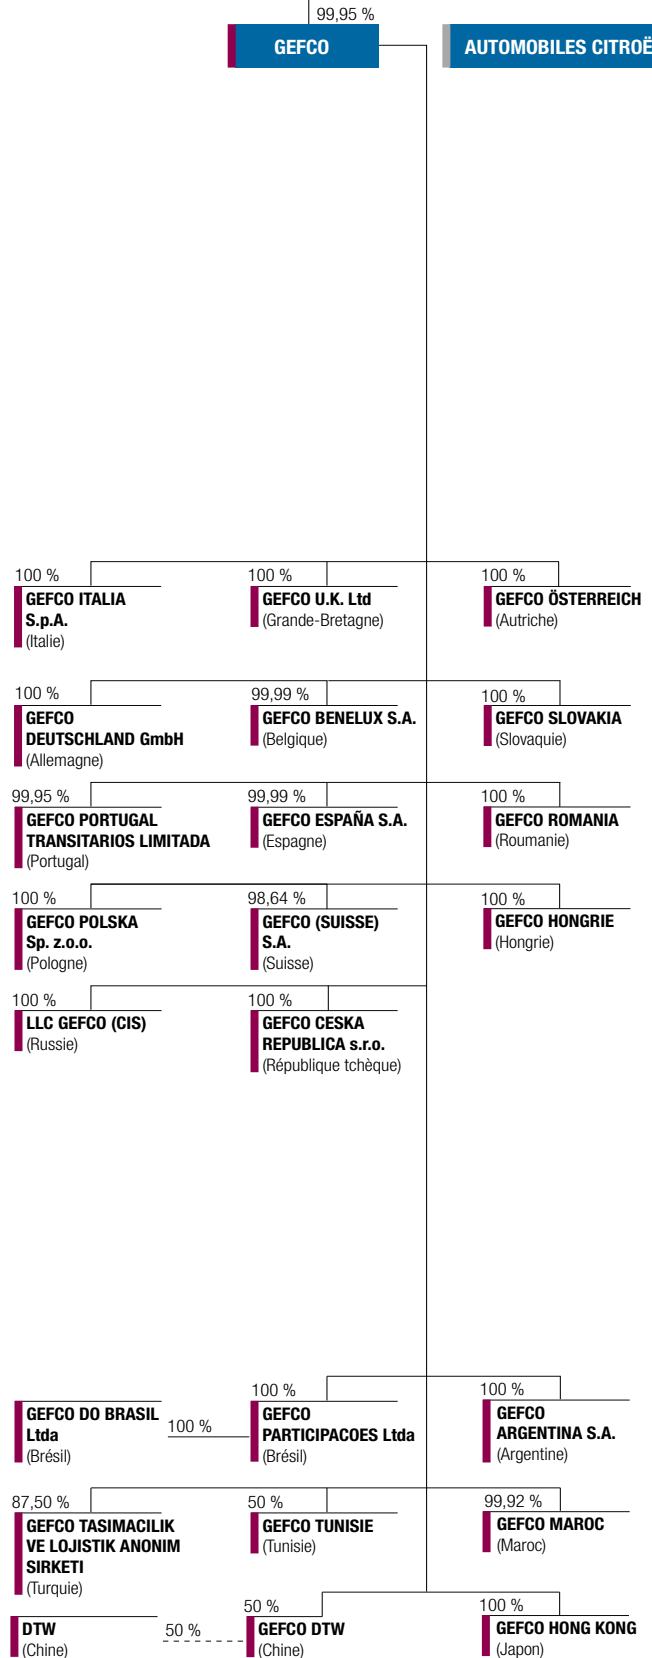 99,95 %
GEFCO
AUTOMOBILES CITROË
100 %
GEFCO ITALIA
S.p.A.
(Italie)
100 %
GEFCO U.K. Ltd
(Grande-Bretagne)
100 %
GEFCO ÖSTERREICH
(Autriche)
100 %
GEFCO
DEUTSCHLAND GmbH
(Allemagne)
99,99 %
GEFCO BENELUX S.A.
(Belgique)
100 %
GEFCO SLOVAKIA
(Slovaquie)
99,95 %
GEFCO PORTUGAL
TRANSITARIOS LIMITADA
(Portugal)
99,99 %
GEFCO ESPAÑA S.A.
(Espagne)
100 %
GEFCO ROMANIA
(Roumanie)
100 %
GEFCO POLSKA
Sp. z.o.o.
(Pologne)
98,64 %
GEFCO (SUISSE)
S.A.
(Suisse)
100 %
GEFCO HONGRIE
(Hongrie)
100 %
LLC GEFCO (CIS)
(Russie)
100 %
GEFCO CESKA
REPUBLICA s.r.o.
(République tchèque)
GEFCO DO BRASIL
Ltda
(Brésil)
100 %
100 %
GEFCO
PARTICIPACOES Ltda
(Brésil)
100 %
GEFCO
ARGENTINA S.A.
(Argentine)
87,50 %
GEFCO TASIMACILIK
VE LOJISTIK ANONIM
SIRKETI
(Turquie)
50 %
GEFCO TUNISIE
(Tunisie)
99,92 %
GEFCO MAROC
(Maroc)
DTW
(Chine)
50 %
50 %
GEFCO DTW
(Chine)
100 %
GEFCO HONG KONG
(Japon)